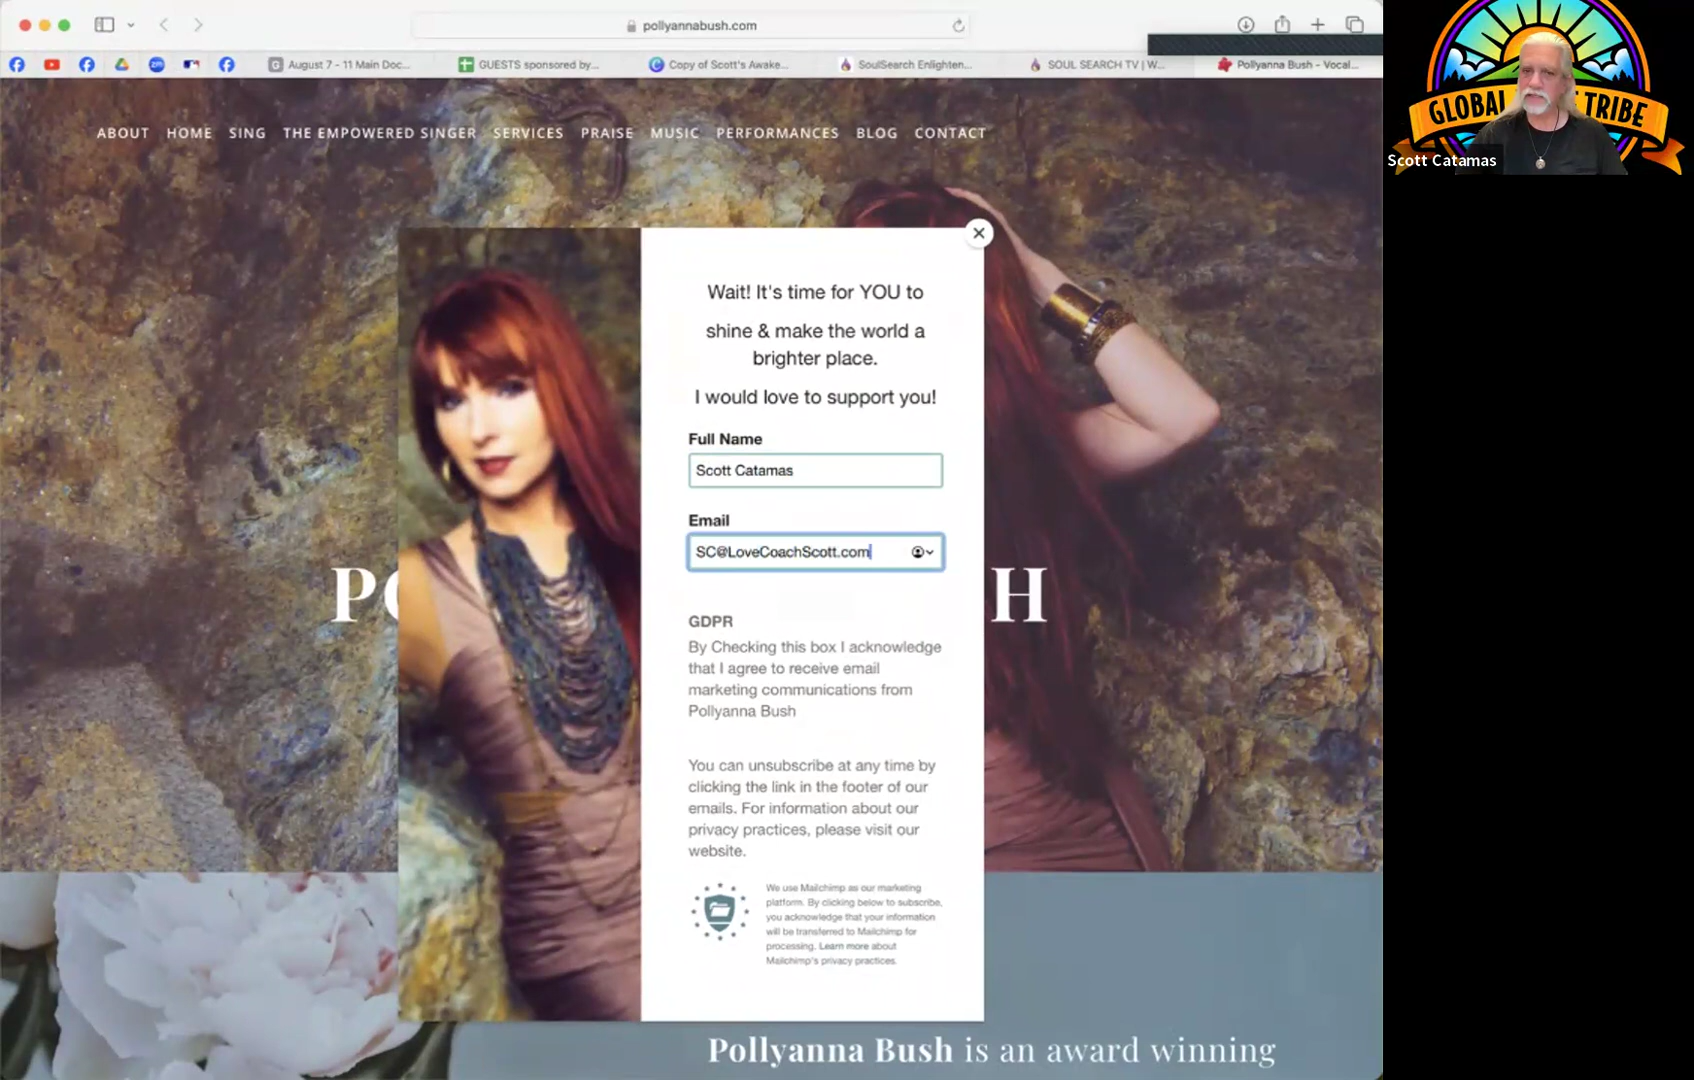 pollyannabush.com
August 7 - 11 Main Doc...
GUESTS sponsored by...
Copy of Scott's Awake...
SoulSearch Enlighten...
SOUL SEARCH TV | W...
Pollyanna Bush - Vocal...
ABOUT HOME SING THE EMPOWERED SINGER SERVICES PRAISE MUSIC PERFORMANCES BLOG CONTACT
GLOBAL TRIBE
Scott Catamas
Wait! It's time for YOU to
shine & make the world a
brighter place.
I would love to support you!
Full Name
Scott Catamas
Email
SC@LoveCoachScott.com
PO H
GDPR
By Checking this box I acknowledge
that I agree to receive email
marketing communications from
Pollyanna Bush
You can unsubscribe at any time by
clicking the link in the footer of our
emails. For information about our
privacy practices, please visit our
website.
We use Mailchimp as our marketing
platform. By clicking below to subscribe,
you acknowledge that your information
will be transferred to Mailchimp for
processing. Learn more about
Mailchimp's privacy practices.
Pollyanna Bush is an award winning